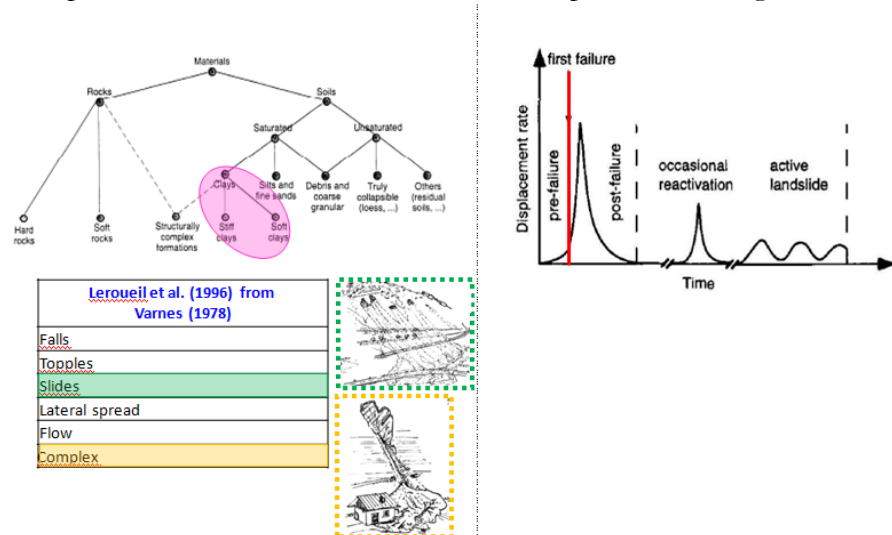 Materials
Rocks
Soils
Saturated
Unsaturated
Clays
Silts and
fine sands
Debris and
coarse
granular
Truly
collapsible
(loess, ...)
Others
(residual
soils, ...)
Hard
rocks
Soft
rocks
Structurally
complex
formations
Stiff
clays
Soft
clays
Leroueil et al. (1996) from
Varnes (1978)
Falls
Topples
Slides
Lateral spread
Flow
Complex
first failure
Displacement rate
pre-failure
post-failure
occasional
reactivation
active
landslide
Time